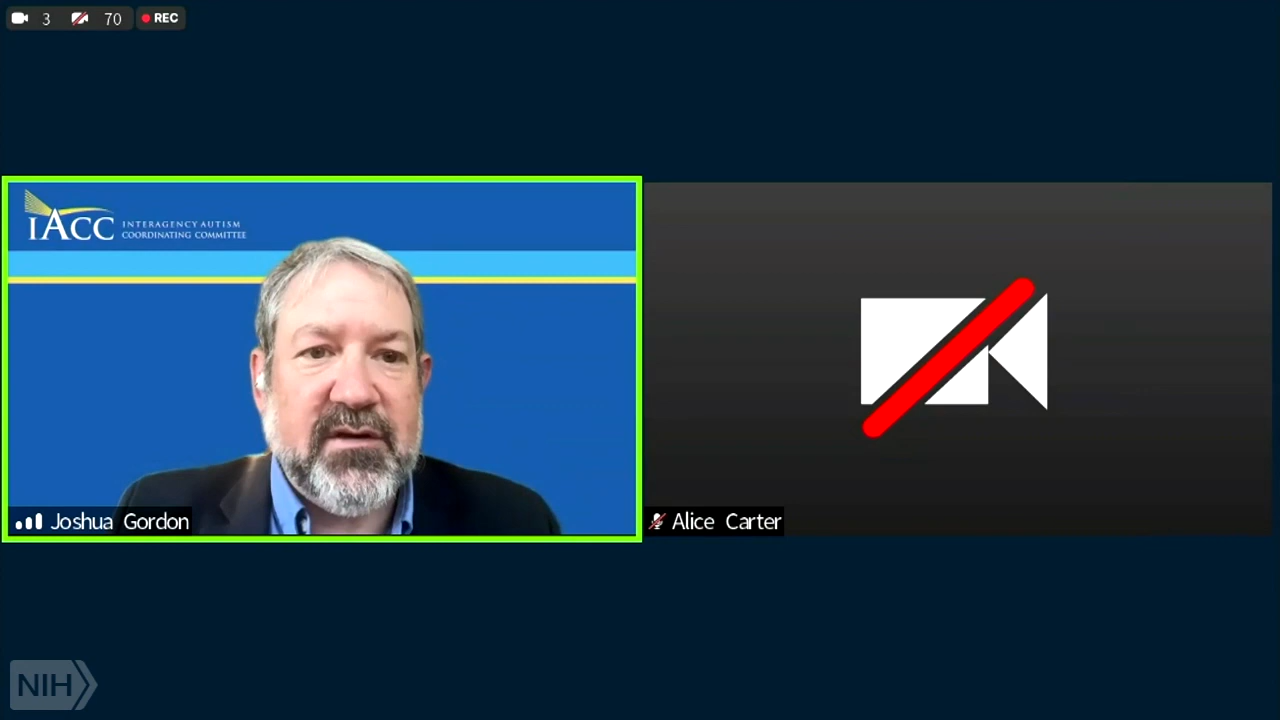 3 70 REC
IACC INTERAGENCY AUTISM
COORDINATING COMMITTEE
Joshua Gordon
Alice Carter
NIH